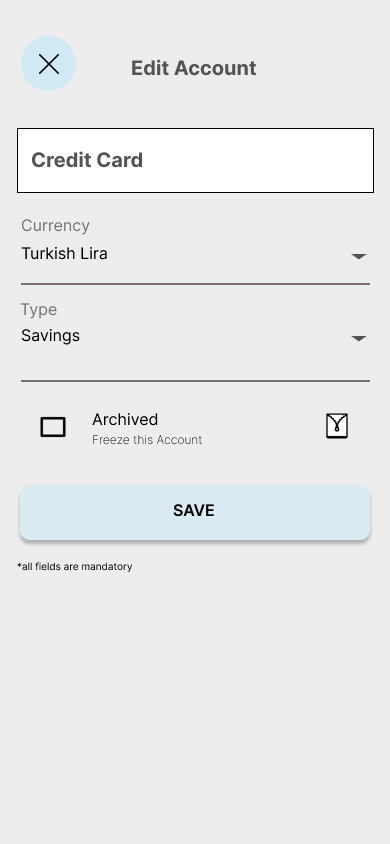 Edit Account
Credit Card
Currency
Turkish Lira
Type
Savings
Archived
Freeze this Account
SAVE
*all fields are mandatory